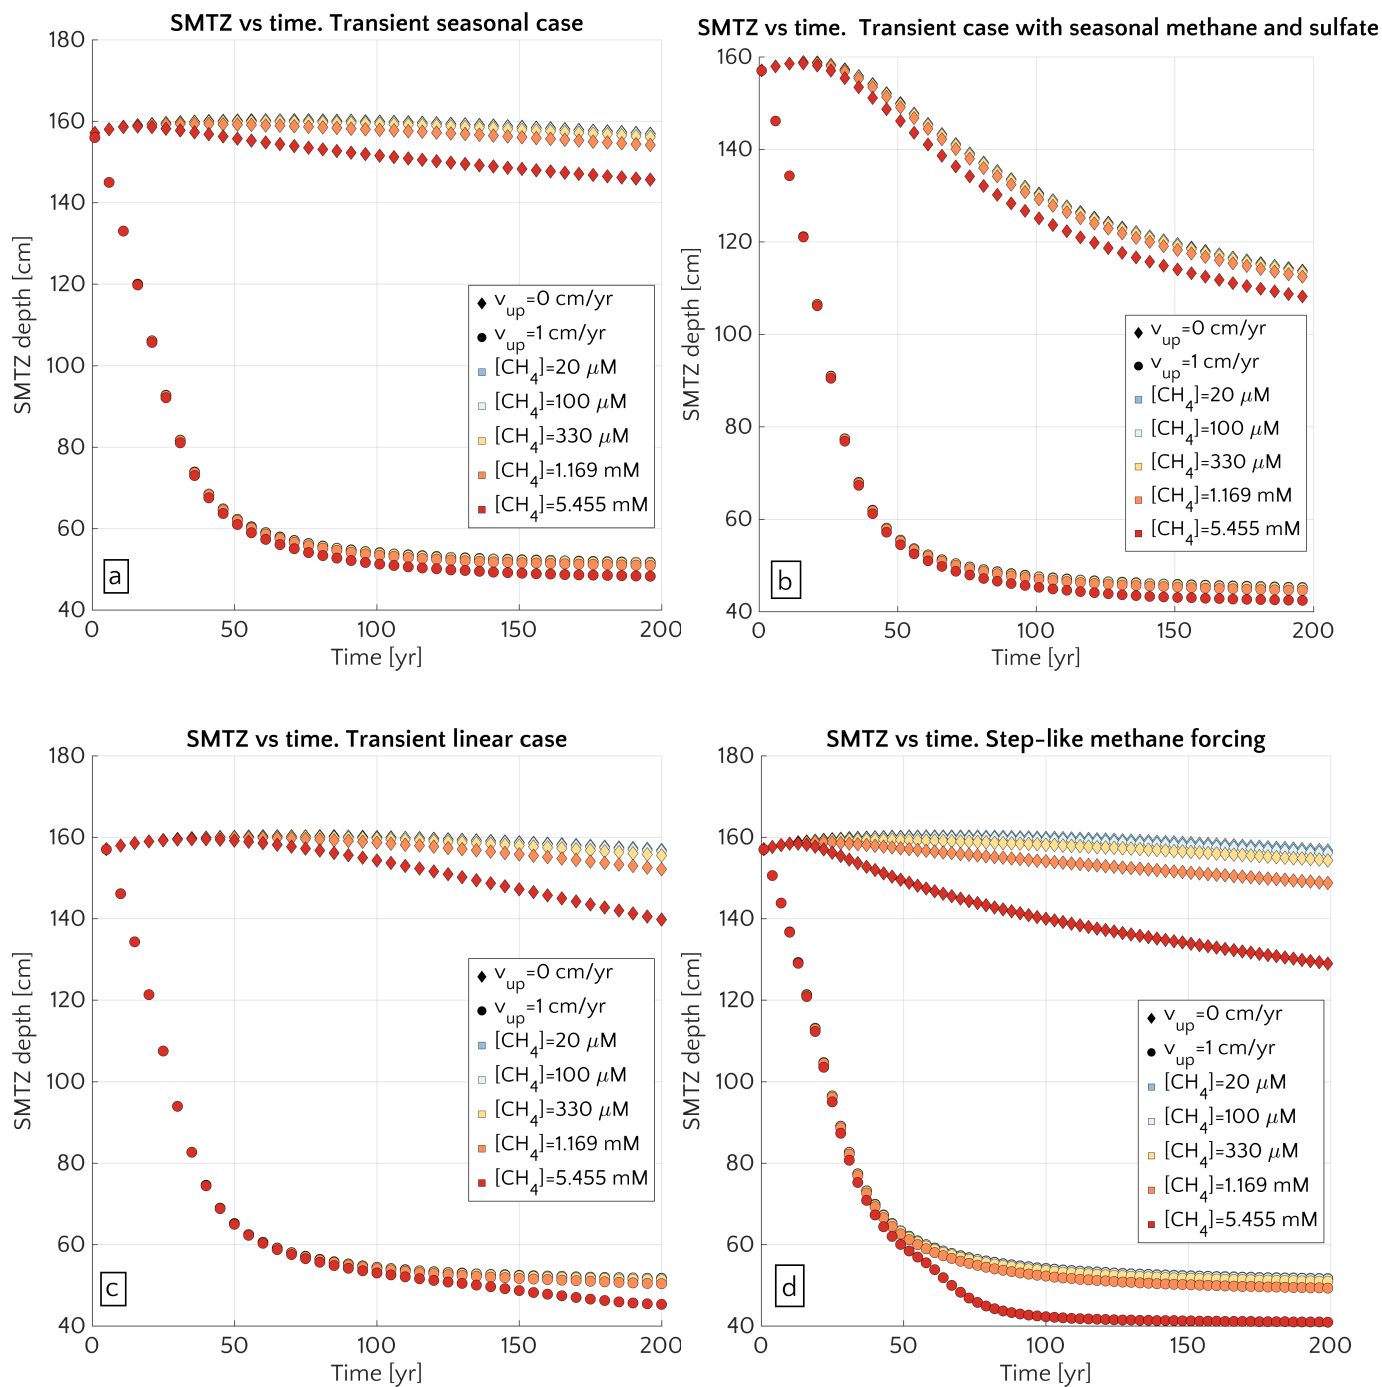 SMTZ vs time. Transient seasonal case
180
160
140
120
100
80
60
40
SMTZ depth [cm]
0
50
100
150
200
Time [yr]
v_up=0 cm/yr
v_up=1 cm/yr
[CH_4]=20 μM
[CH_4]=100 μM
[CH_4]=330 μM
[CH_4]=1.169 mM
[CH_4]=5.455 mM
a
SMTZ vs time. Transient case with seasonal methane and sulfate
160
140
120
100
80
60
40
SMTZ depth [cm]
0
50
100
150
200
Time [yr]
v_up=0 cm/yr
v_up=1 cm/yr
[CH_4]=20 μM
[CH_4]=100 μM
[CH_4]=330 μM
[CH_4]=1.169 mM
[CH_4]=5.455 mM
b
SMTZ vs time. Transient linear case
180
160
140
120
100
80
60
40
SMTZ depth [cm]
0
50
100
150
200
Time [yr]
v_up=0 cm/yr
v_up=1 cm/yr
[CH_4]=20 μM
[CH_4]=100 μM
[CH_4]=330 μM
[CH_4]=1.169 mM
[CH_4]=5.455 mM
c
SMTZ vs time. Step-like methane forcing
180
160
140
120
100
80
60
40
SMTZ depth [cm]
0
50
100
150
200
Time [yr]
v_up=0 cm/yr
v_up=1 cm/yr
[CH_4]=20 μM
[CH_4]=100 μM
[CH_4]=330 μM
[CH_4]=1.169 mM
[CH_4]=5.455 mM
d